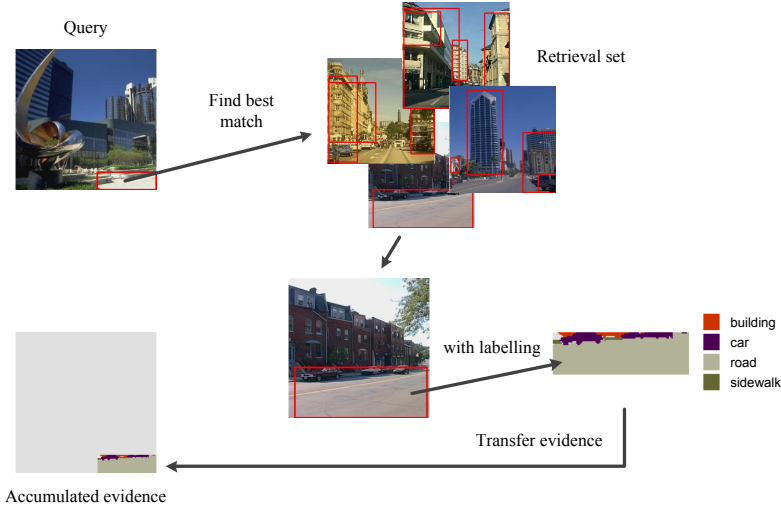 Query
Retrieval set
Find best
match
with labelling
building
car
road
sidewalk
Transfer evidence
Accumulated evidence